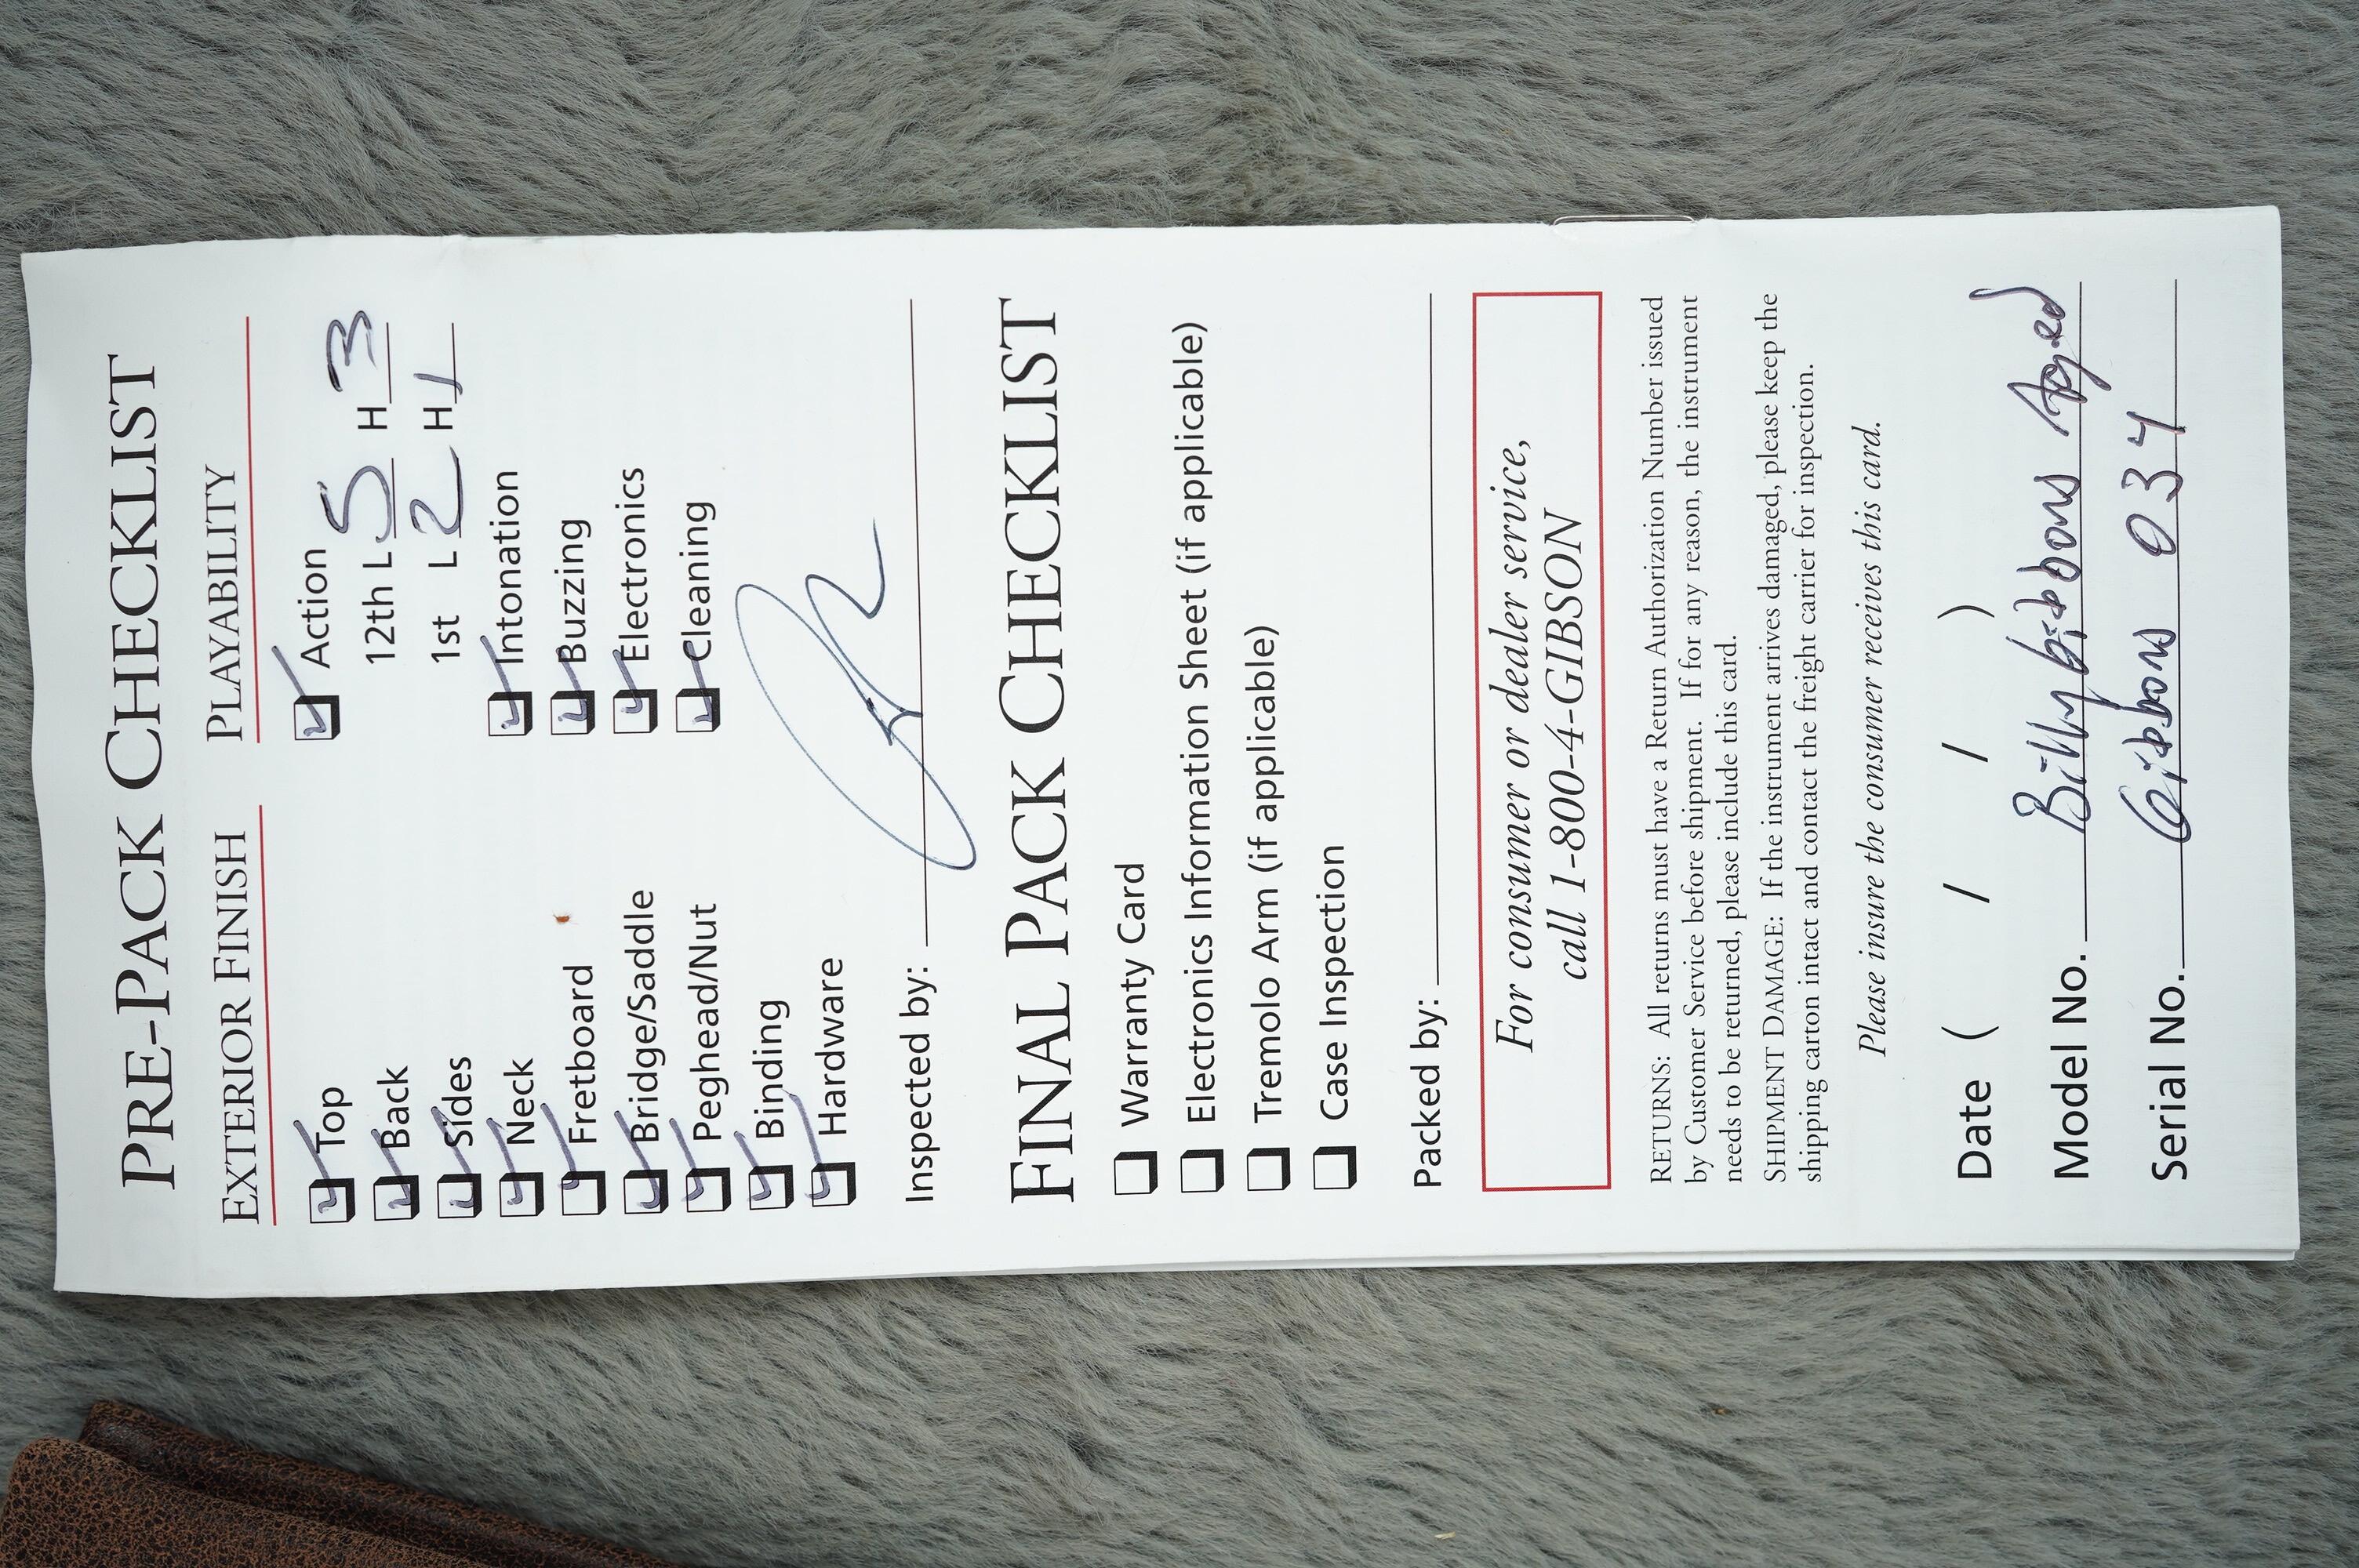 PRE-PACK CHECKLIST
EXTERIOR FINISH
Top
Back
Sides
Neck
Fretboard
Bridge/Saddle
Peghead/Nut
Binding
Hardware
PLAYABILITY
Action
12th L 5 H 3
1st L 2 H 1
Intonation
Buzzing
Electronics
Cleaning
Inspected by:
FINAL PACK CHECKLIST
Warranty Card
Electronics Information Sheet (if applicable)
Tremolo Arm (if applicable)
Case Inspection
Packed by:
For consumer or dealer service,
call 1-800-4-GIBSON
RETURNS: All returns must have a Return Authorization Number issued
by Customer Service before shipment. If for any reason, the instrument
needs to be returned, please include this card.
SHIPMENT DAMAGE: If the instrument arrives damaged, please keep the
shipping carton intact and contact the freight carrier for inspection.
Please insure the consumer receives this card.
Date ( / / )
Model No. Billy Gibbons Aged
Serial No. Gibbons 034